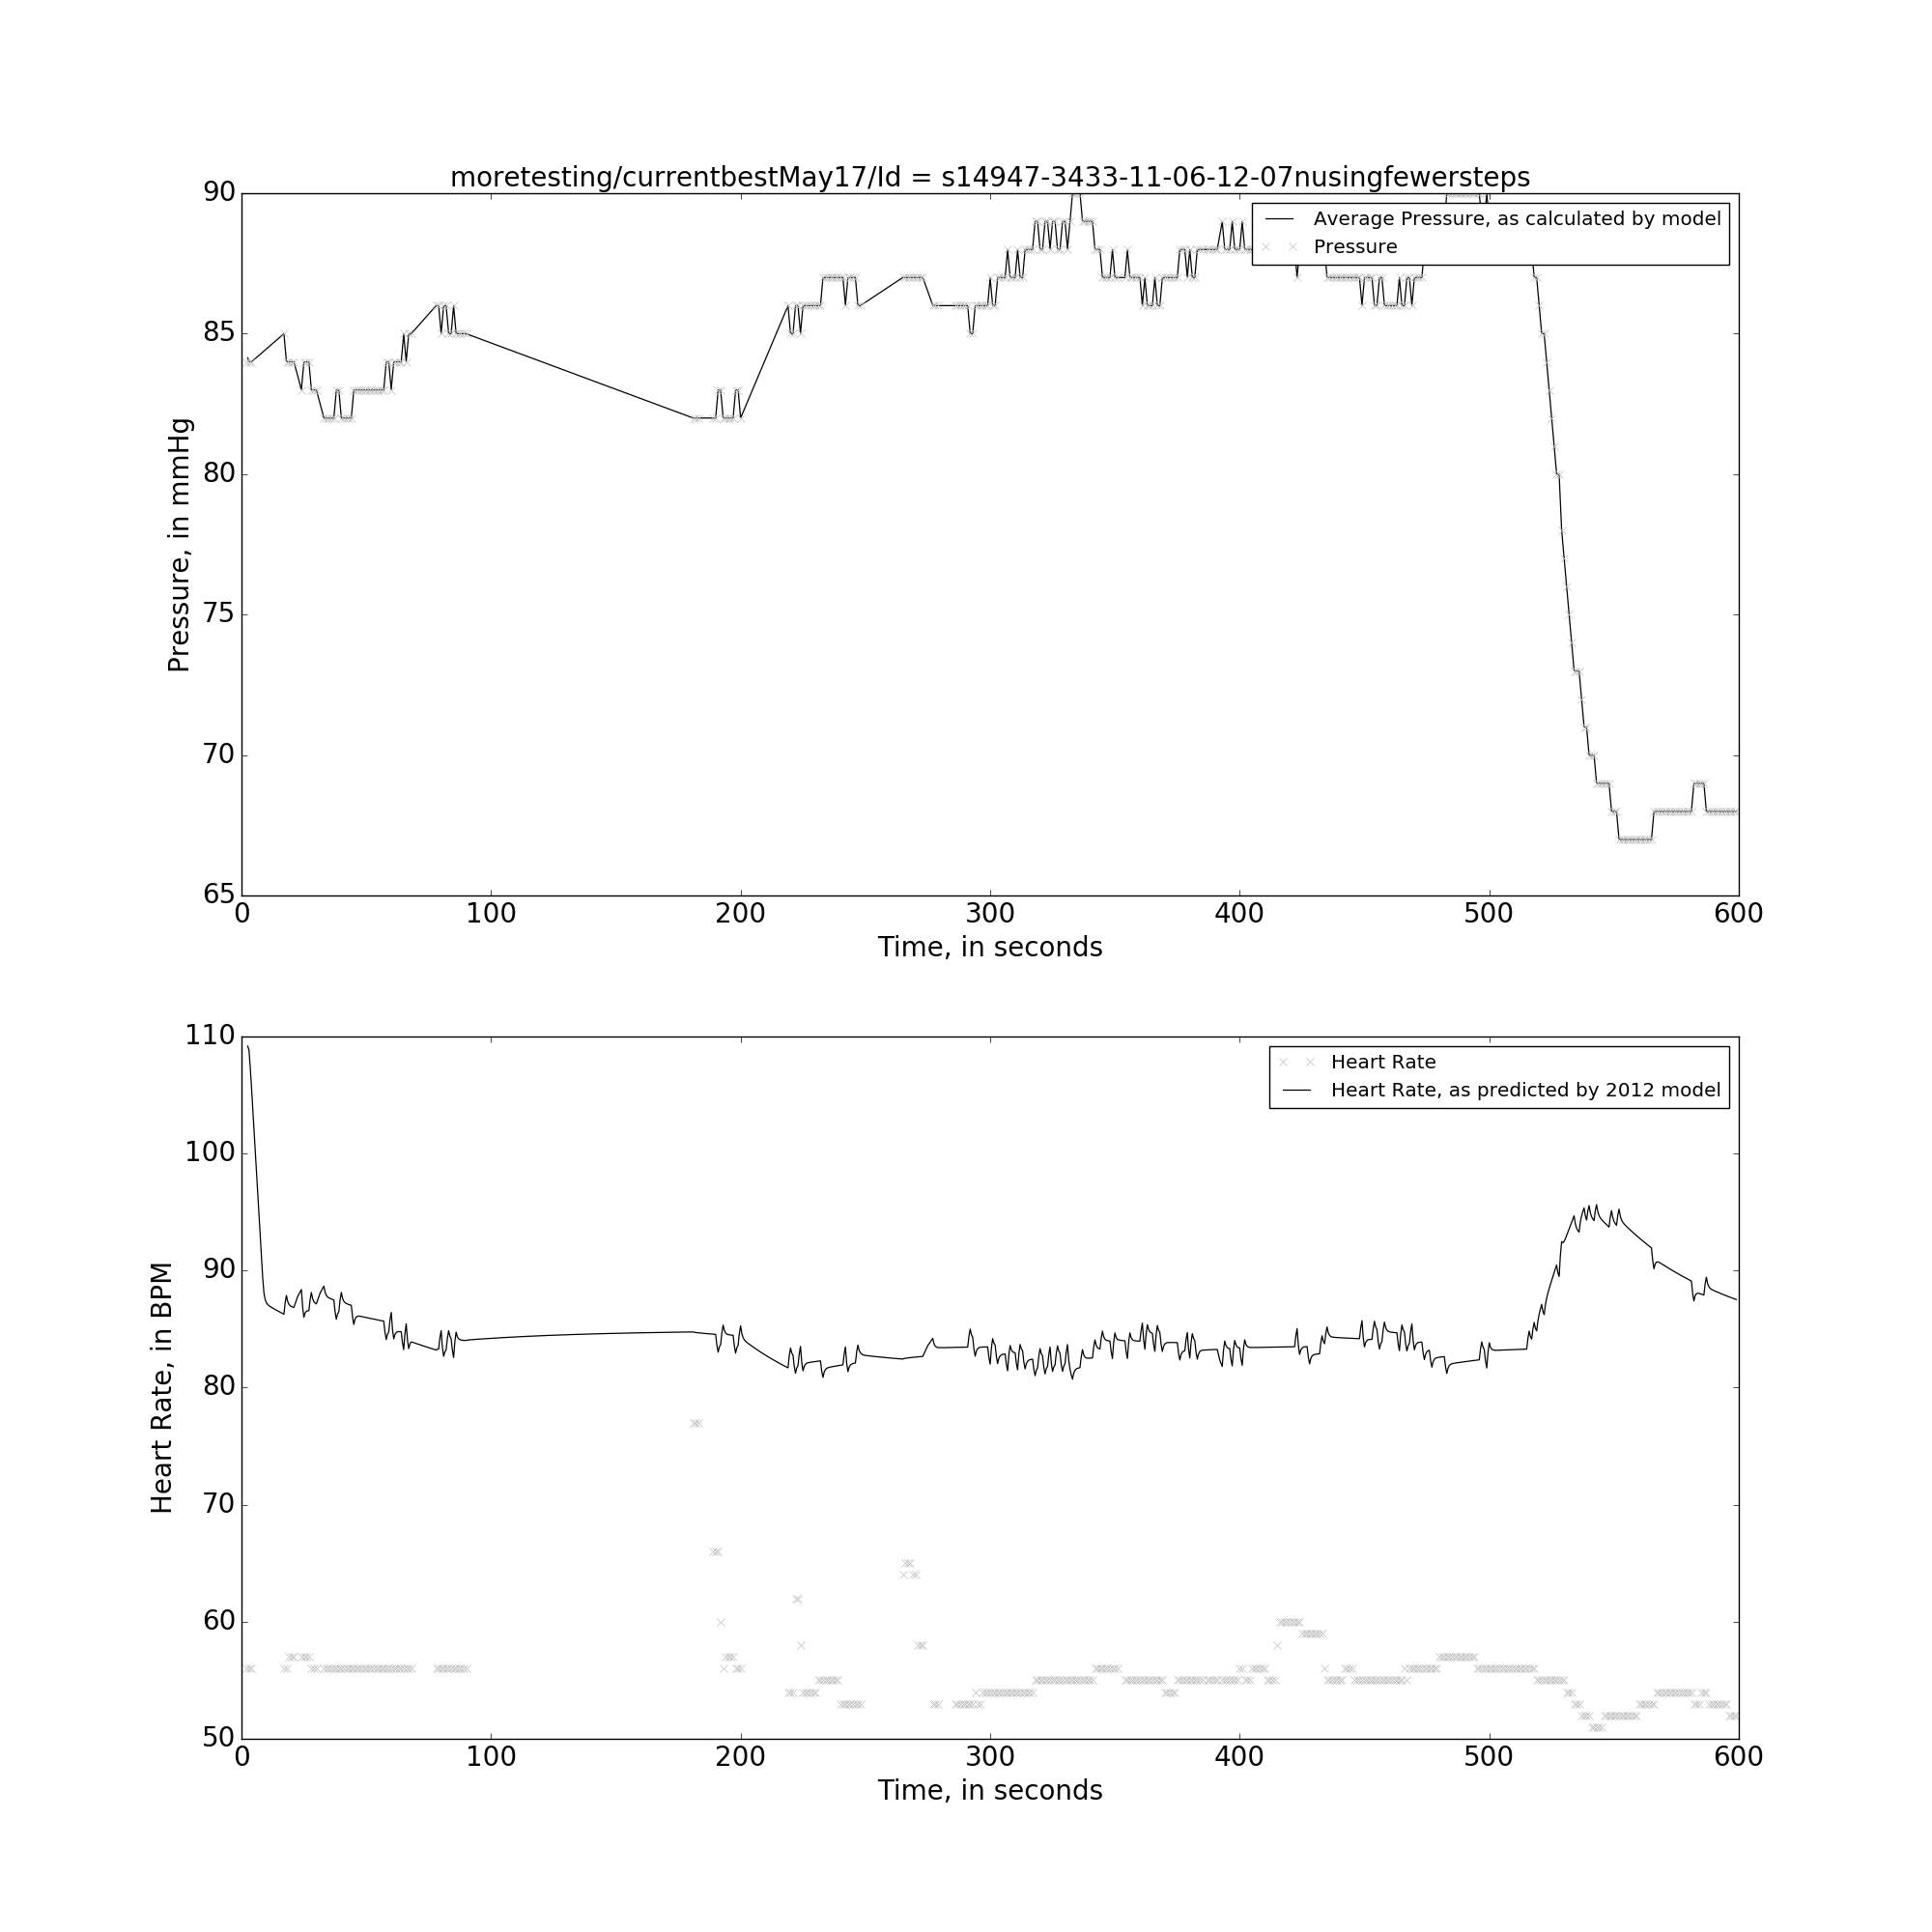 moretesting/currentbestMay17/Id = s14947-3433-11-06-12-07nusingfewersteps
90
85
80
75
70
65
Pressure, in mmHg
Average Pressure, as calculated by model
Pressure
0 100 200 300 400 500 600
Time, in seconds
110
100
90
80
70
60
50
Heart Rate, in BPM
Heart Rate
Heart Rate, as predicted by 2012 model
0 100 200 300 400 500 600
Time, in seconds